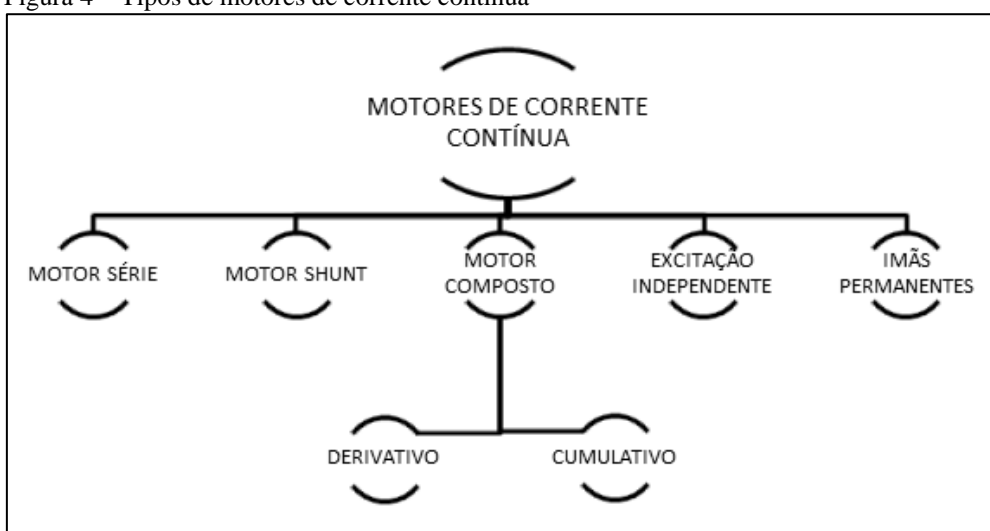 Figura 4 – Tipos de motores de corrente contínua
MOTORES DE CORRENTE
CONTÍNUA
MOTOR SÉRIE
MOTOR SHUNT
MOTOR
COMPOSTO
EXCITAÇÃO
INDEPENDENTE
IMÃS
PERMANENTES
DERIVATIVO
CUMULATIVO